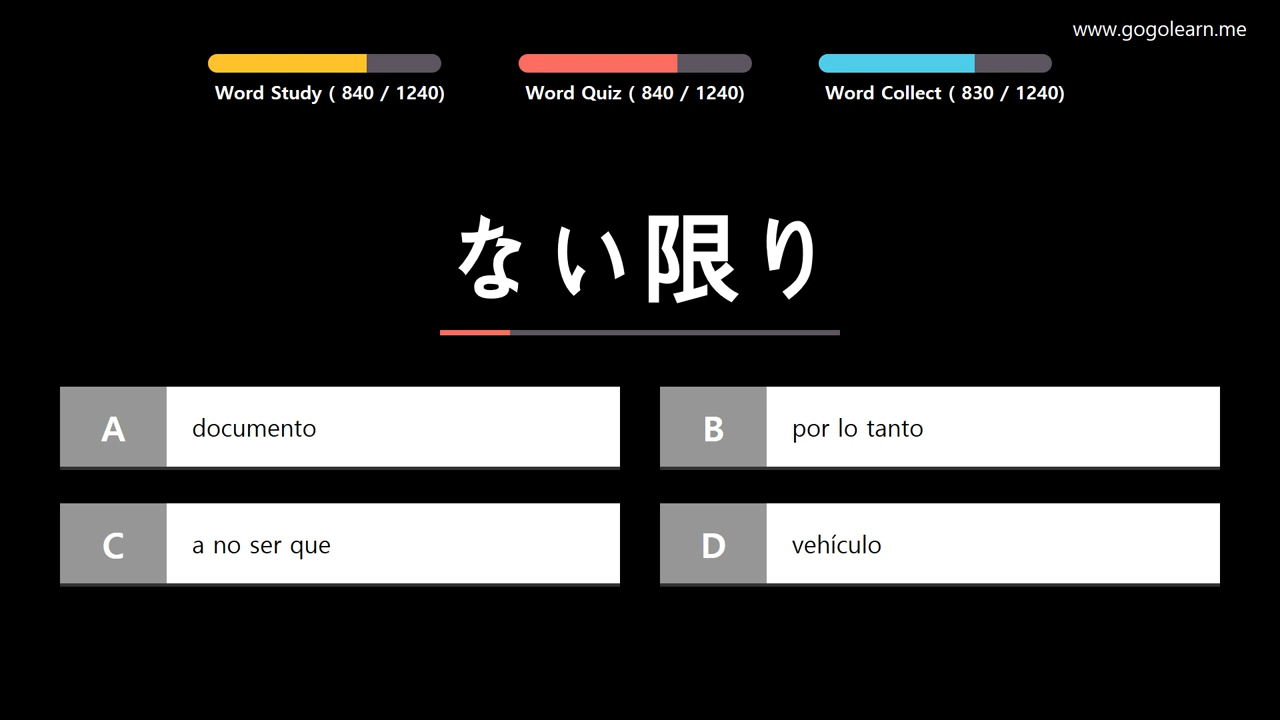 www.gogolearn.me
Word Study ( 840 / 1240)
Word Quiz ( 840 / 1240)
Word Collect ( 830 / 1240)
ない限り
A documento
B por lo tanto
C a no ser que
D vehículo